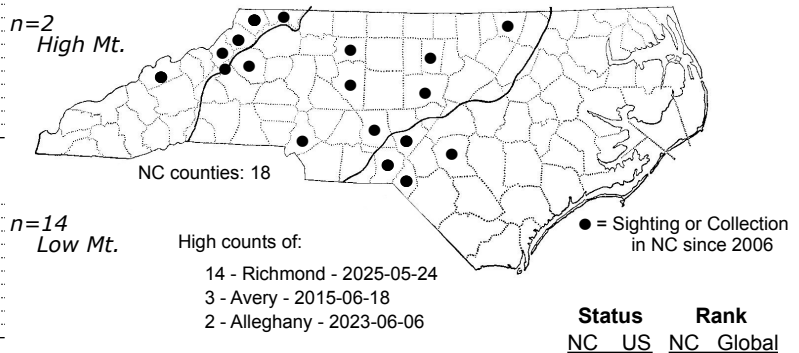 n=2
High Mt.
NC counties: 18
n=14
Low Mt.
High counts of:
14 - Richmond - 2025-05-24
3 - Avery - 2015-06-18
2 - Alleghany - 2023-06-06
● = Sighting or Collection
in NC since 2006
Status Rank
NC US NC Global